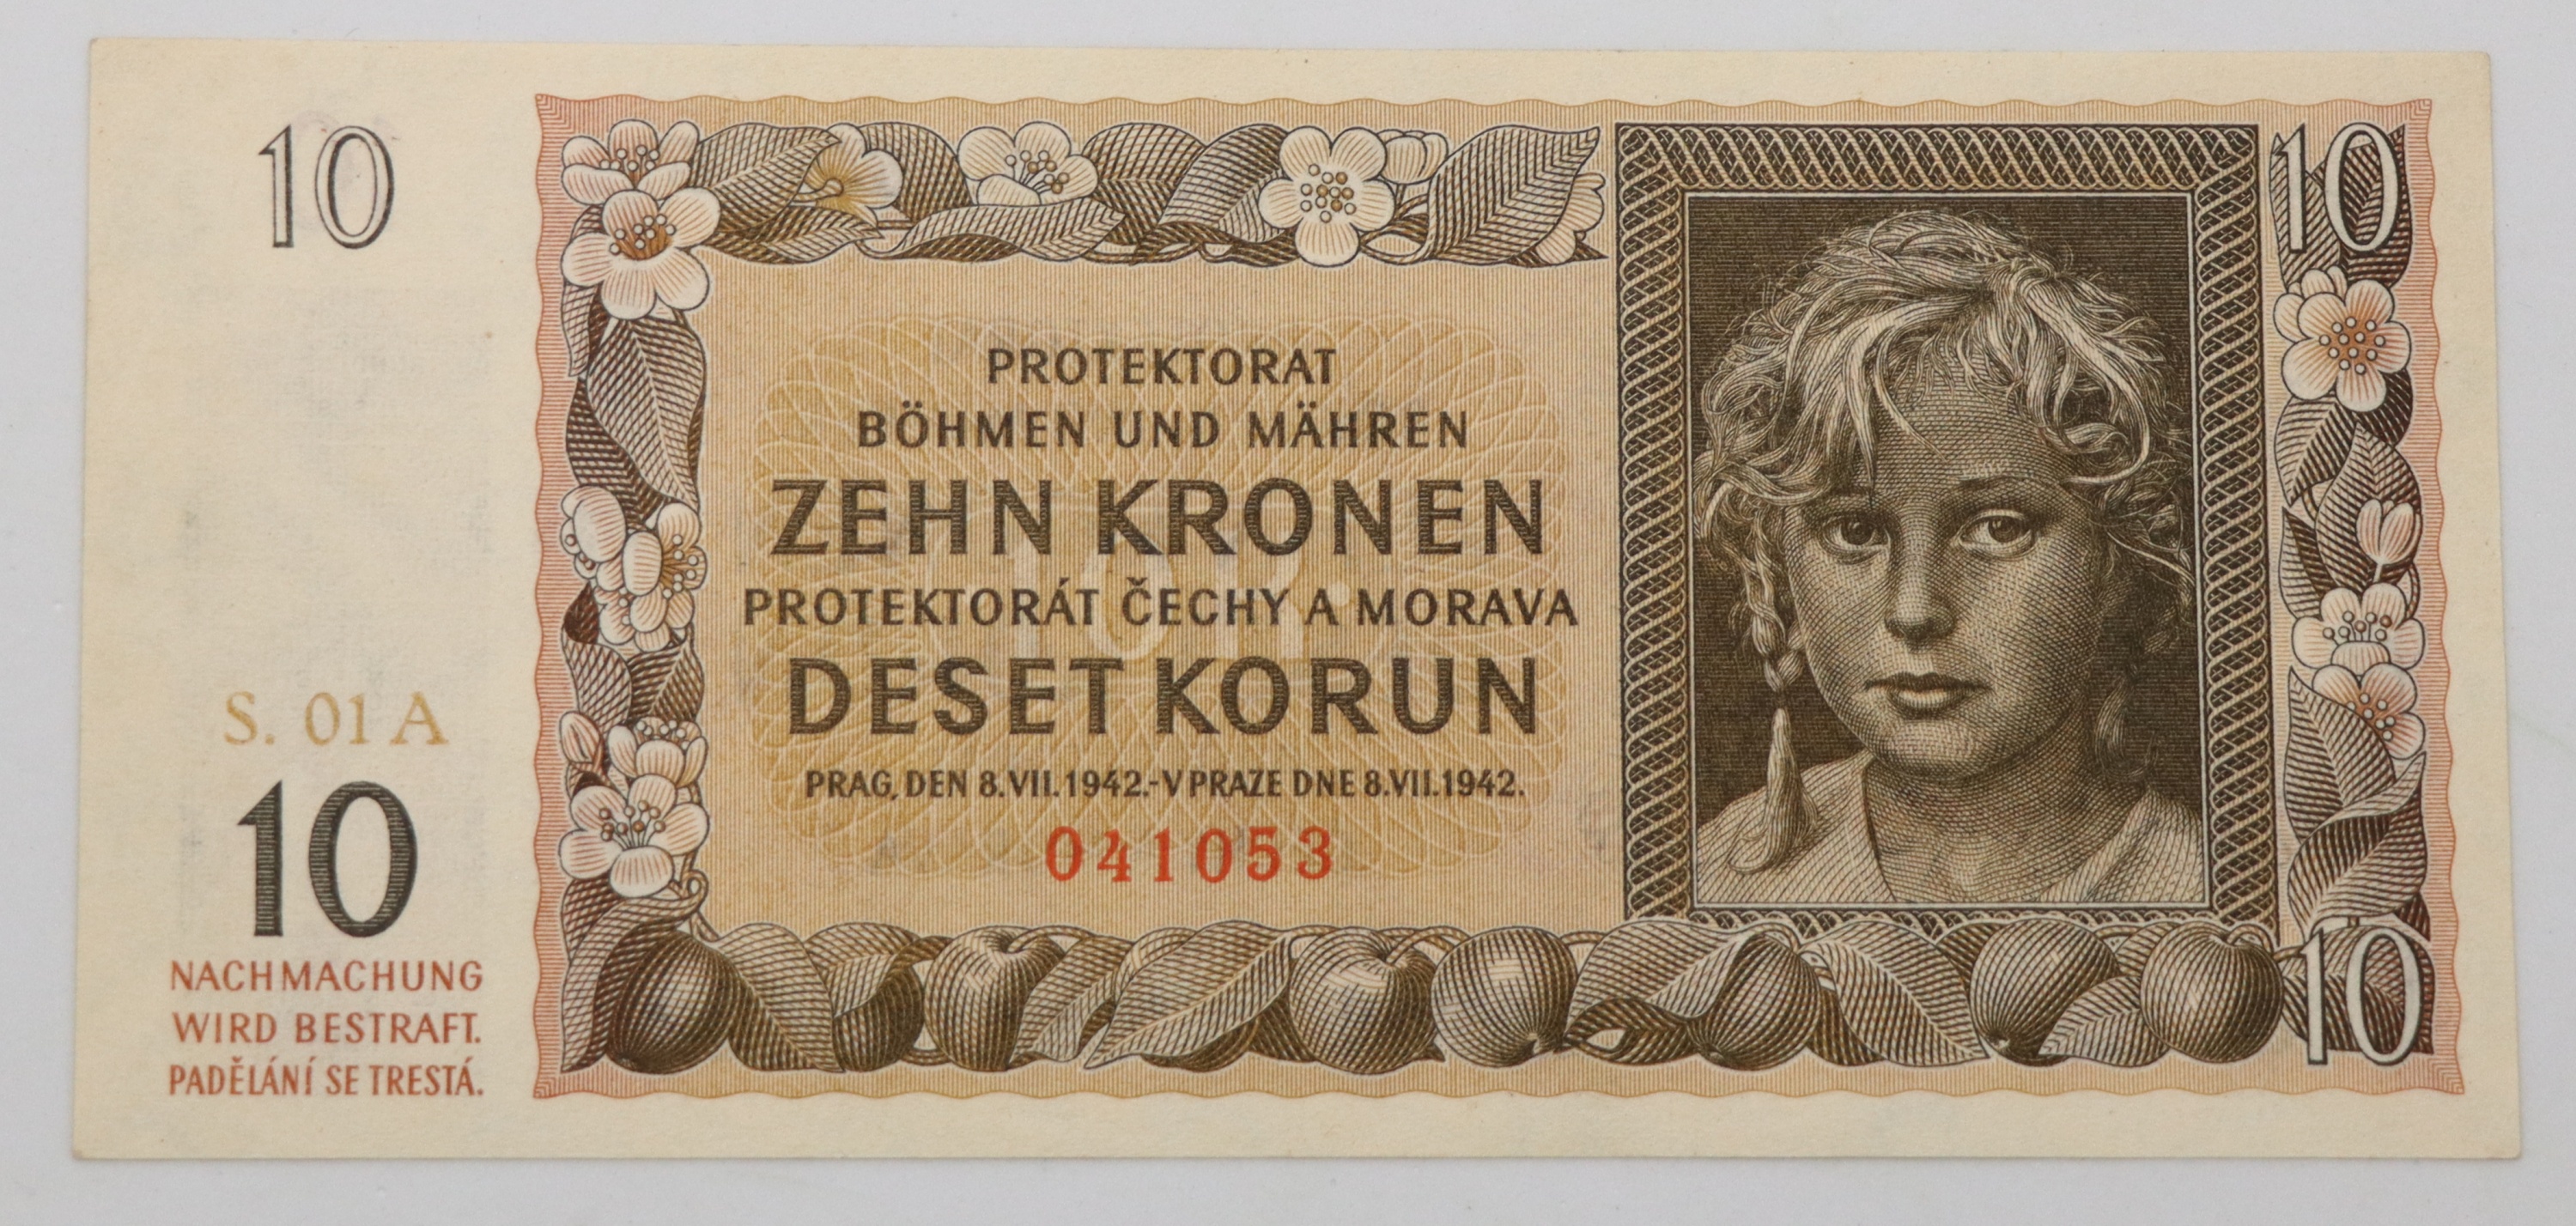 10
S. 01 A
10
NACHMACHUNG
WIRD BESTRAFT.
PADĚLÁNÍ SE TRESTÁ.
PROTEKTORAT
BÖHMEN UND MÄHREN
ZEHN KRONEN
PROTEKTORÁT ČECHY A MORAVA
DESET KORUN
PRAG, DEN 8.VII.1942.-V PRAZE DNE 8.VII.1942.
041053
10
10